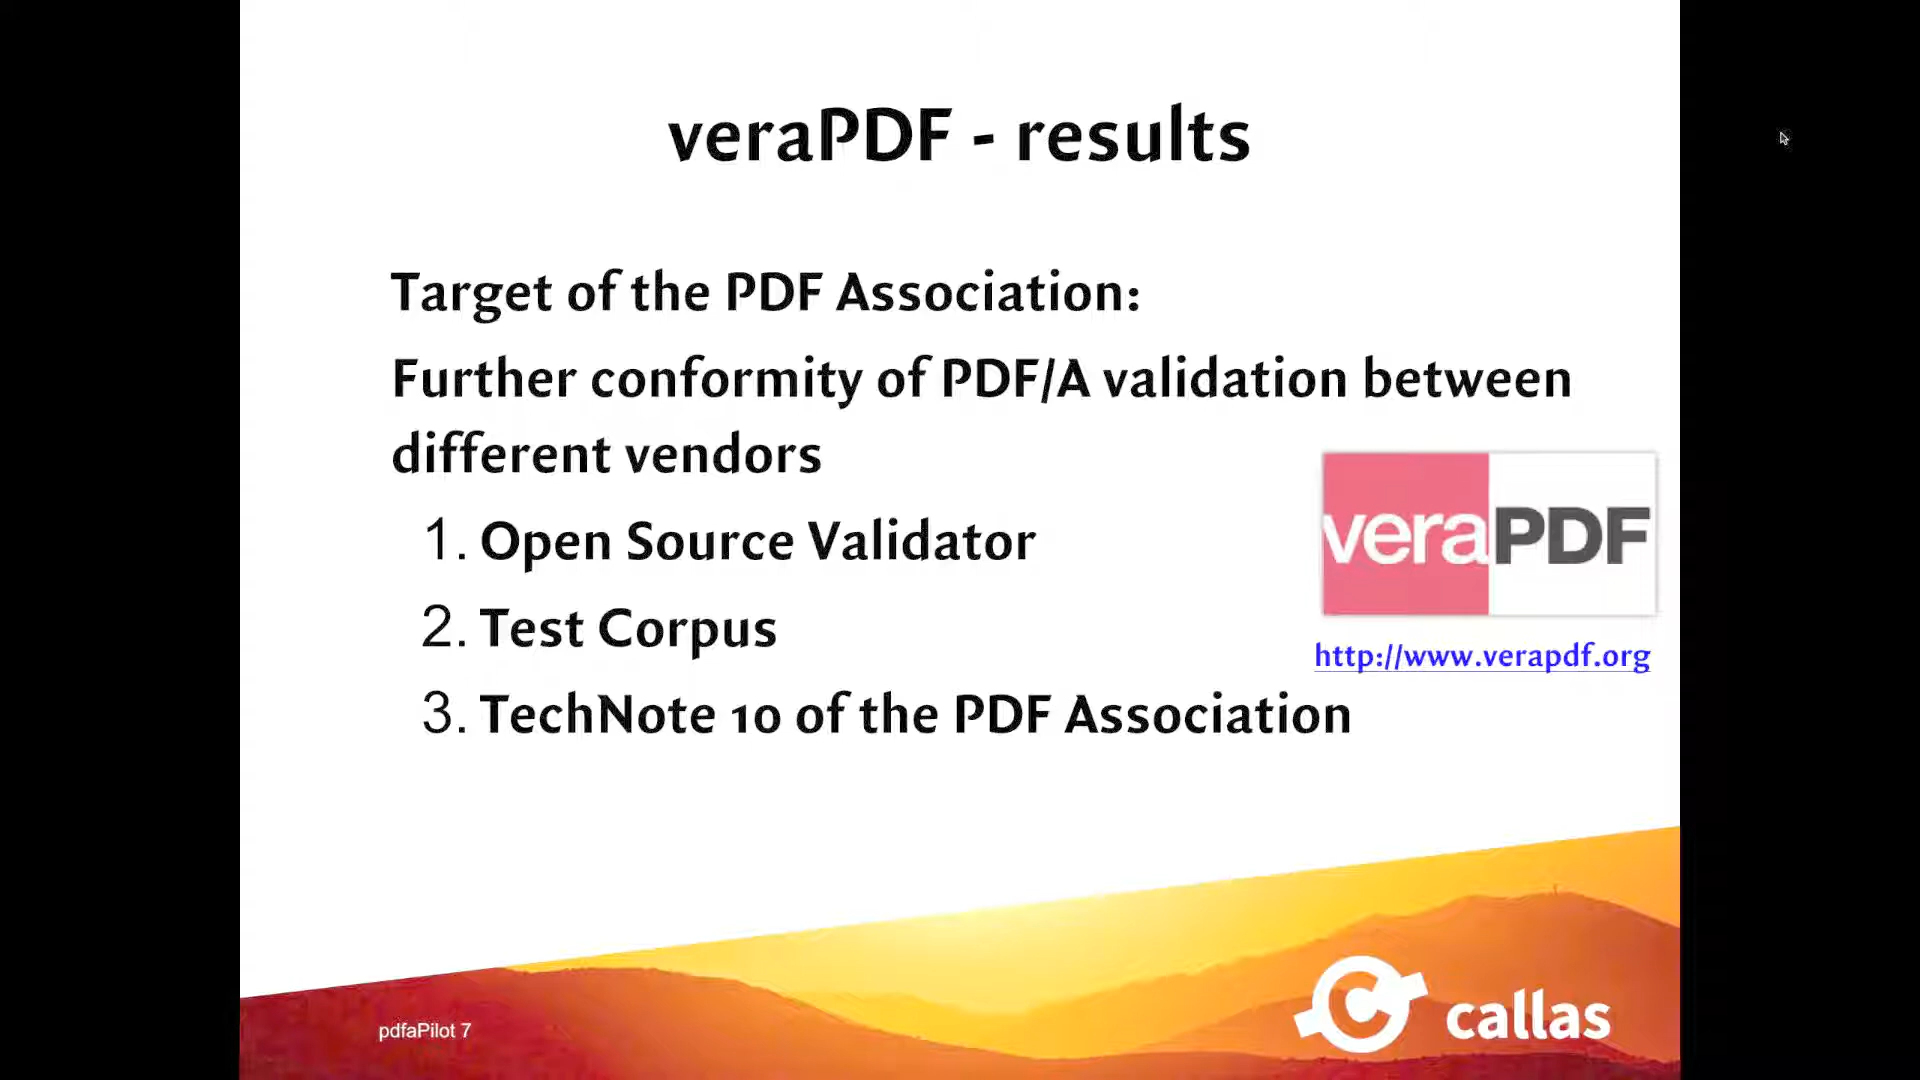 veraPDF - results
Target of the PDF Association:
Further conformity of PDF/A validation between
different vendors
1. Open Source Validator
2. Test Corpus
3. TechNote 10 of the PDF Association
veraPDF
http://www.verapdf.org
pdfaPilot 7
callas